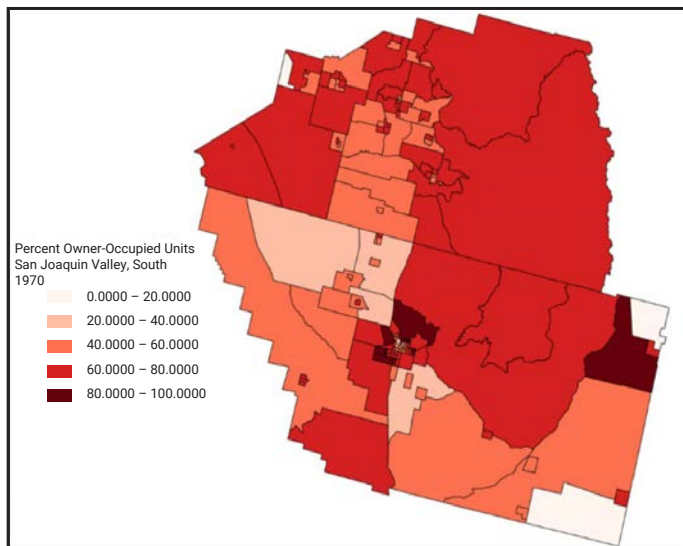 Percent Owner-Occupied Units
San Joaquin Valley, South
1970
0.0000 – 20.0000
20.0000 – 40.0000
40.0000 – 60.0000
60.0000 – 80.0000
80.0000 – 100.0000